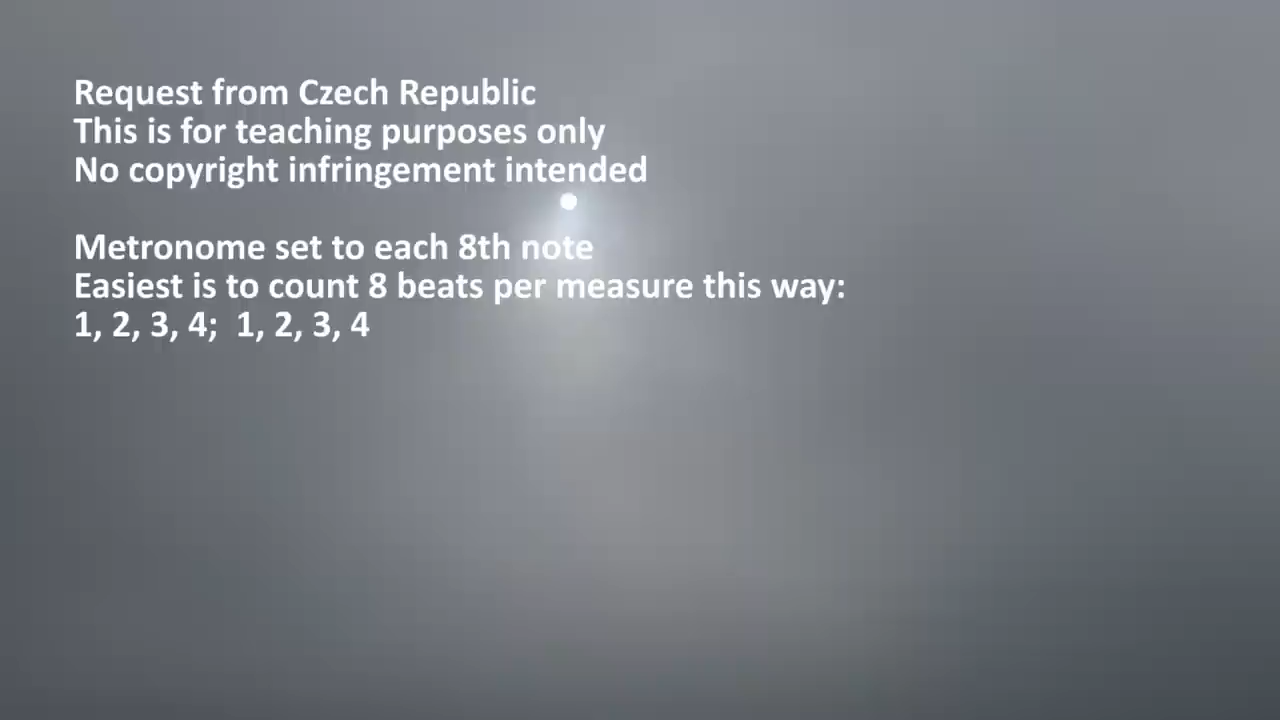 Request from Czech Republic
This is for teaching purposes only
No copyright infringement intended
Metronome set to each 8th note
Easiest is to count 8 beats per measure this way:
1, 2, 3, 4;  1, 2, 3, 4